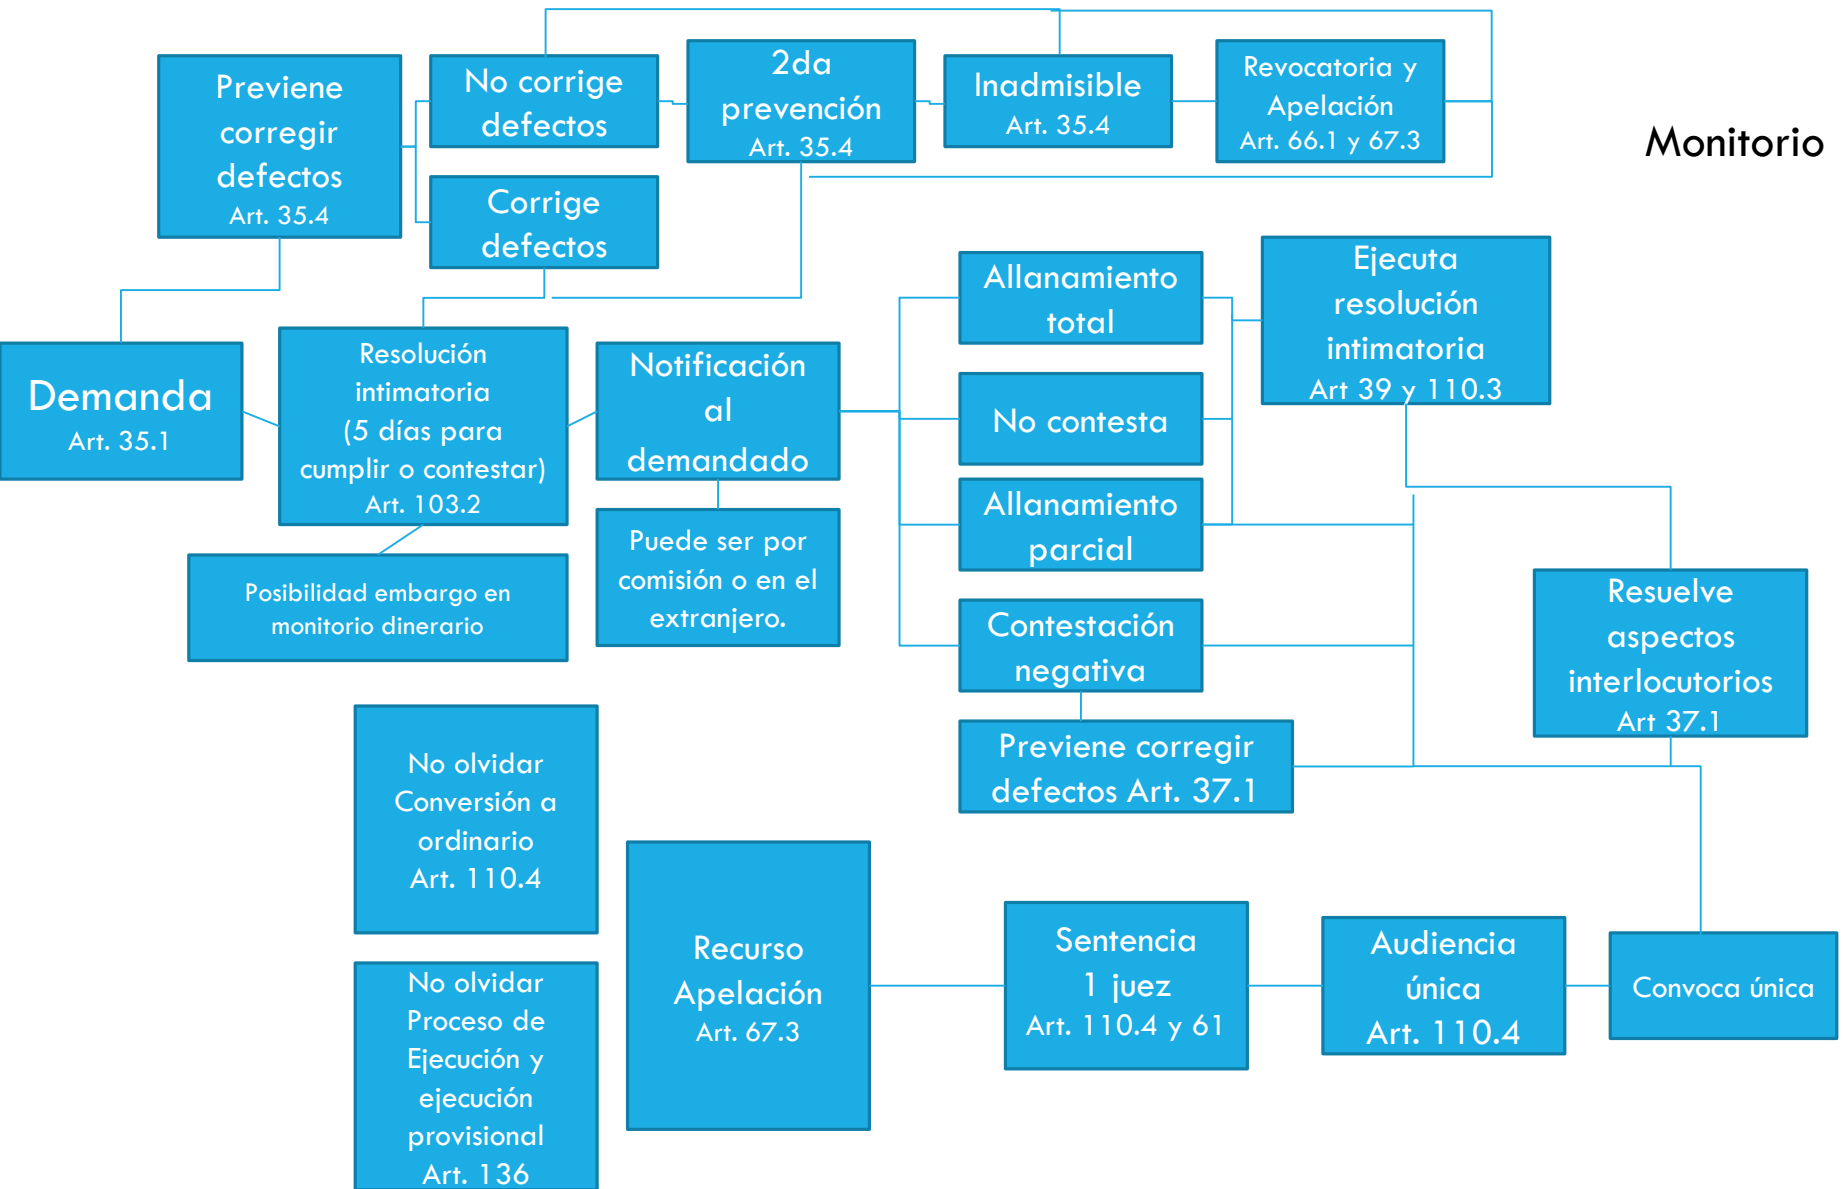 Previene
corregir
defectos
Art. 35.4
No corrige
defectos
2da
prevención
Art. 35.4
Inadmisible
Art. 35.4
Revocatoria y
Apelación
Art. 66.1 y 67.3
Monitorio
Corrige
defectos
Demanda
Art. 35.1
Resolución
intimatoria
(5 días para
cumplir o contestar)
Art. 103.2
Notificación
al
demandado
Allanamiento
total
No contesta
Allanamiento
parcial
Ejecuta
resolución
intimatoria
Art 39 y 110.3
Posibilidad embargo en
monitorio dinerario
Puede ser por
comisión o en el
extranjero.
Contestación
negativa
Previene corregir
defectos Art. 37.1
Resuelve
aspectos
interlocutorios
Art 37.1
No olvidar
Conversión a
ordinario
Art. 110.4
No olvidar
Proceso de
Ejecución y
ejecución
provisional
Art. 136
Recurso
Apelación
Art. 67.3
Sentencia
1 juez
Art. 110.4 y 61
Audiencia
única
Art. 110.4
Convoca única